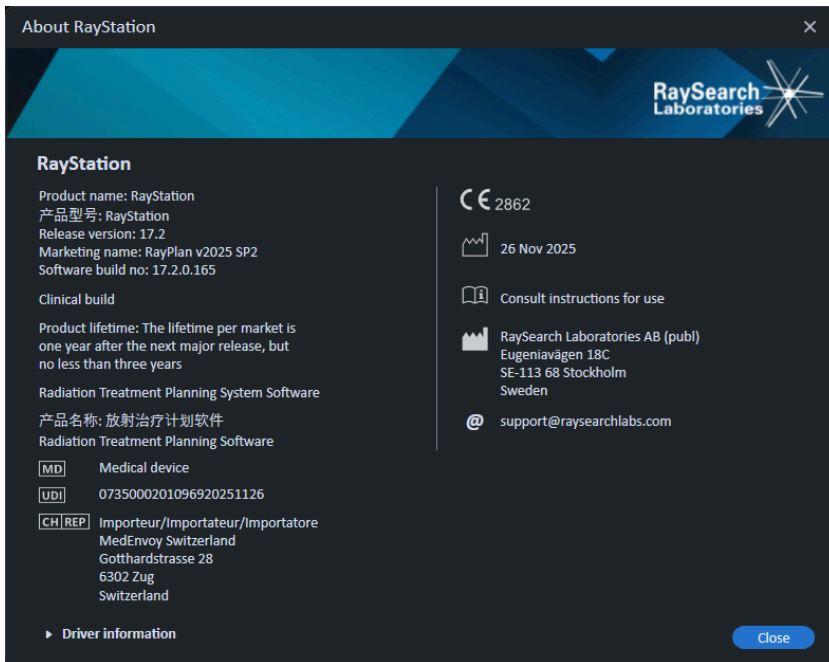 About RayStation
RaySearch
Laboratories
RayStation
Product name: RayStation
产品型号: RayStation
Release version: 17.2
Marketing name: RayPlan v2025 SP2
Software build no: 17.2.0.165
Clinical build
Product lifetime: The lifetime per market is
one year after the next major release, but
no less than three years
Radiation Treatment Planning System Software
产品名称: 放射治疗计划软件
Radiation Treatment Planning Software
MD Medical device
UDI 0735000201096920251126
CH REP Importeur/Importateur/Importatore
MedEnvoy Switzerland
Gotthardstrasse 28
6302 Zug
Switzerland
Driver information
CE 2862
26 Nov 2025
Consult instructions for use
RaySearch Laboratories AB (publ)
Eugeniavägen 18C
SE-113 68 Stockholm
Sweden
@ support@raysearchlabs.com
Close